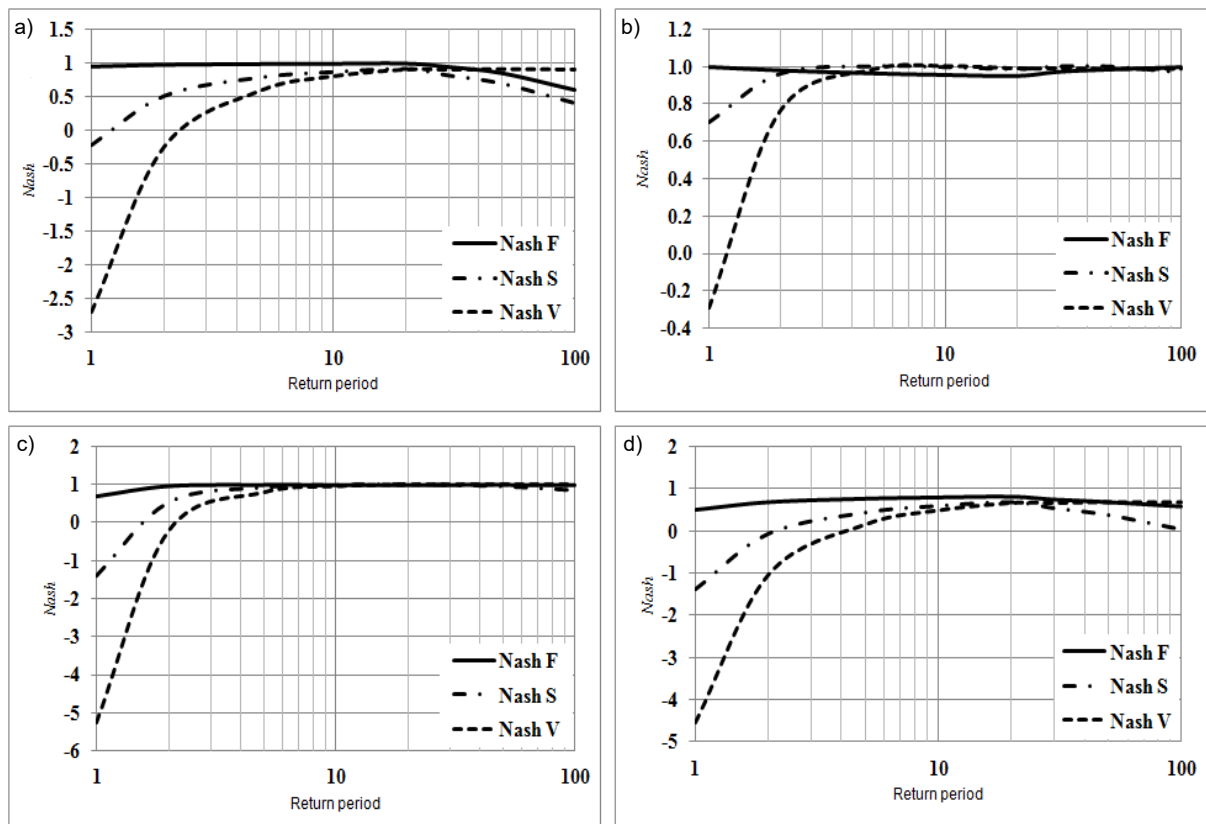 a)
1.5
1
0.5
0
-0.5
-1
-1.5
-2
-2.5
-3
Nash
Nash F
Nash S
Nash V
1 10 100
Return period
b)
1.2
1.0
0.8
0.6
0.4
0.2
0.0
-0.2
-0.4
Nash
Nash F
Nash S
Nash V
1 10 100
Return period
c)
2
1
0
-1
-2
-3
-4
-5
-6
Nash
Nash F
Nash S
Nash V
1 10 100
Return period
d)
2
1
0
-1
-2
-3
-4
-5
Nash
Nash F
Nash S
Nash V
1 10 100
Return period